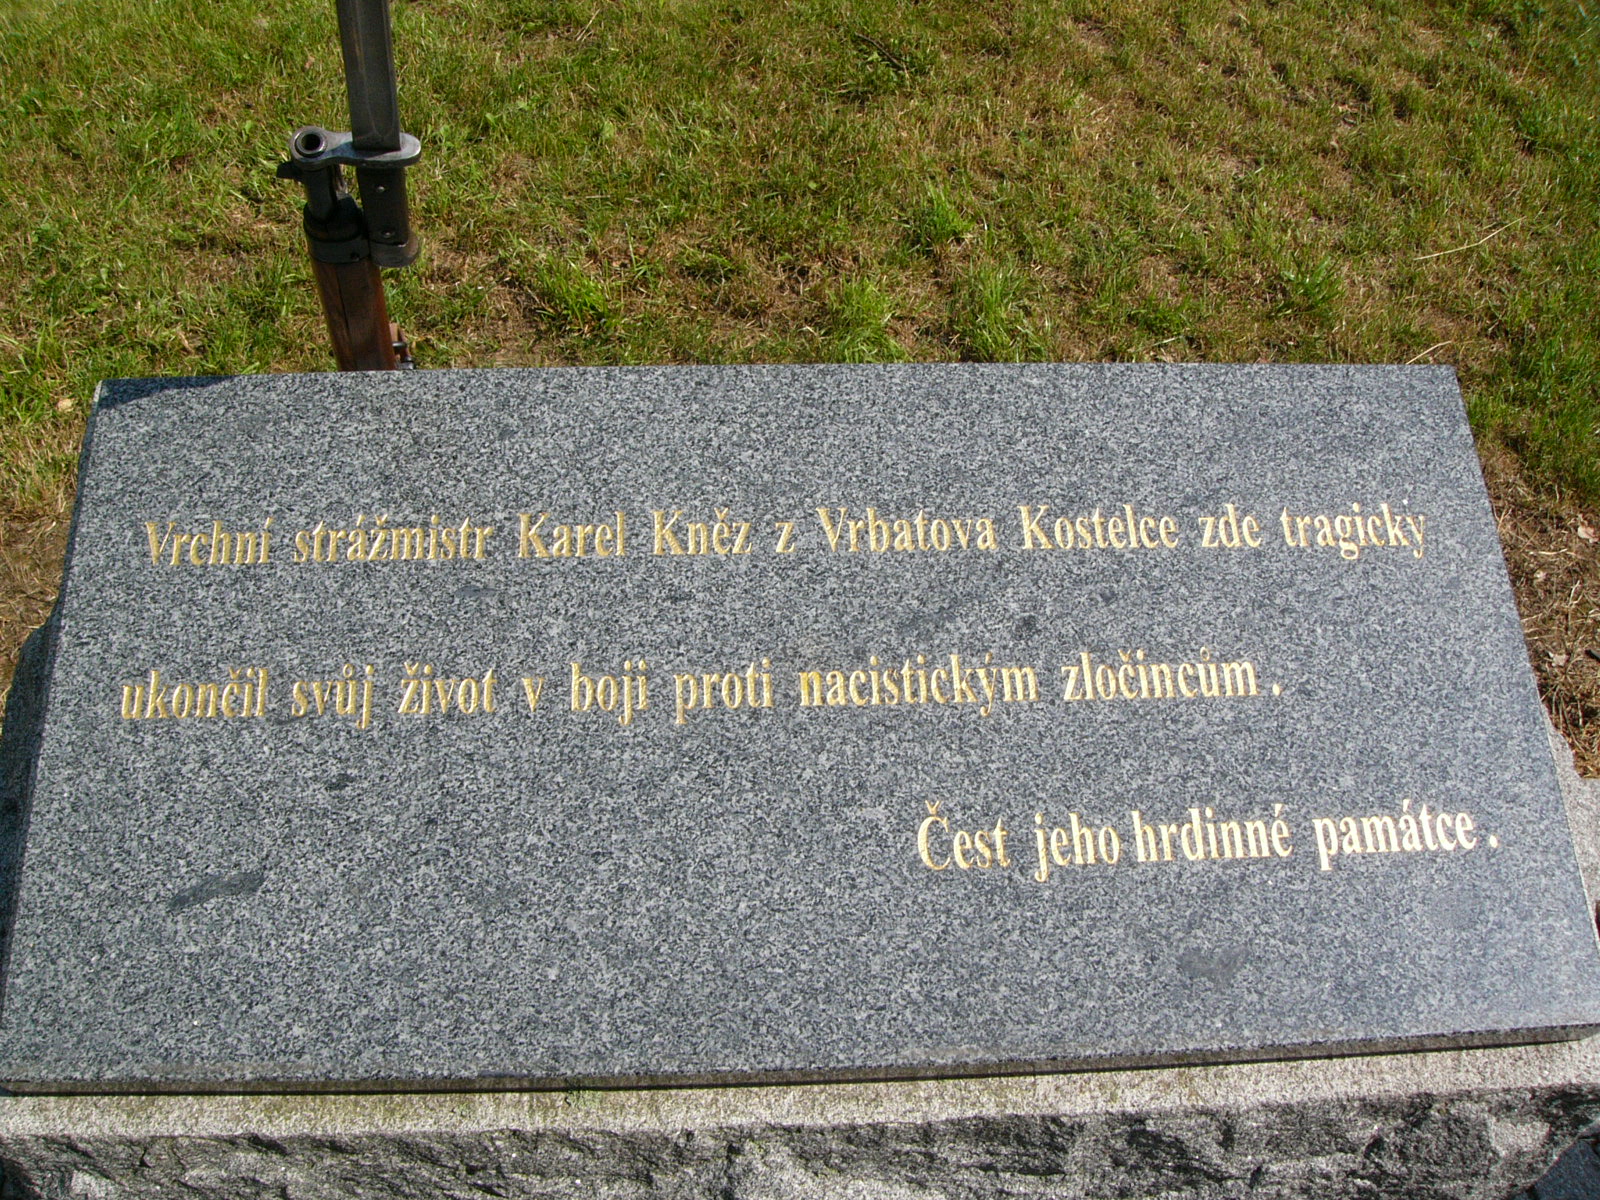 Vrchní strážmistr Karel Kněz z Vrbatova Kostelce zde tragicky
ukončil svůj život v boji proti nacistickým zločincům.
Čest jeho hrdinné památce.